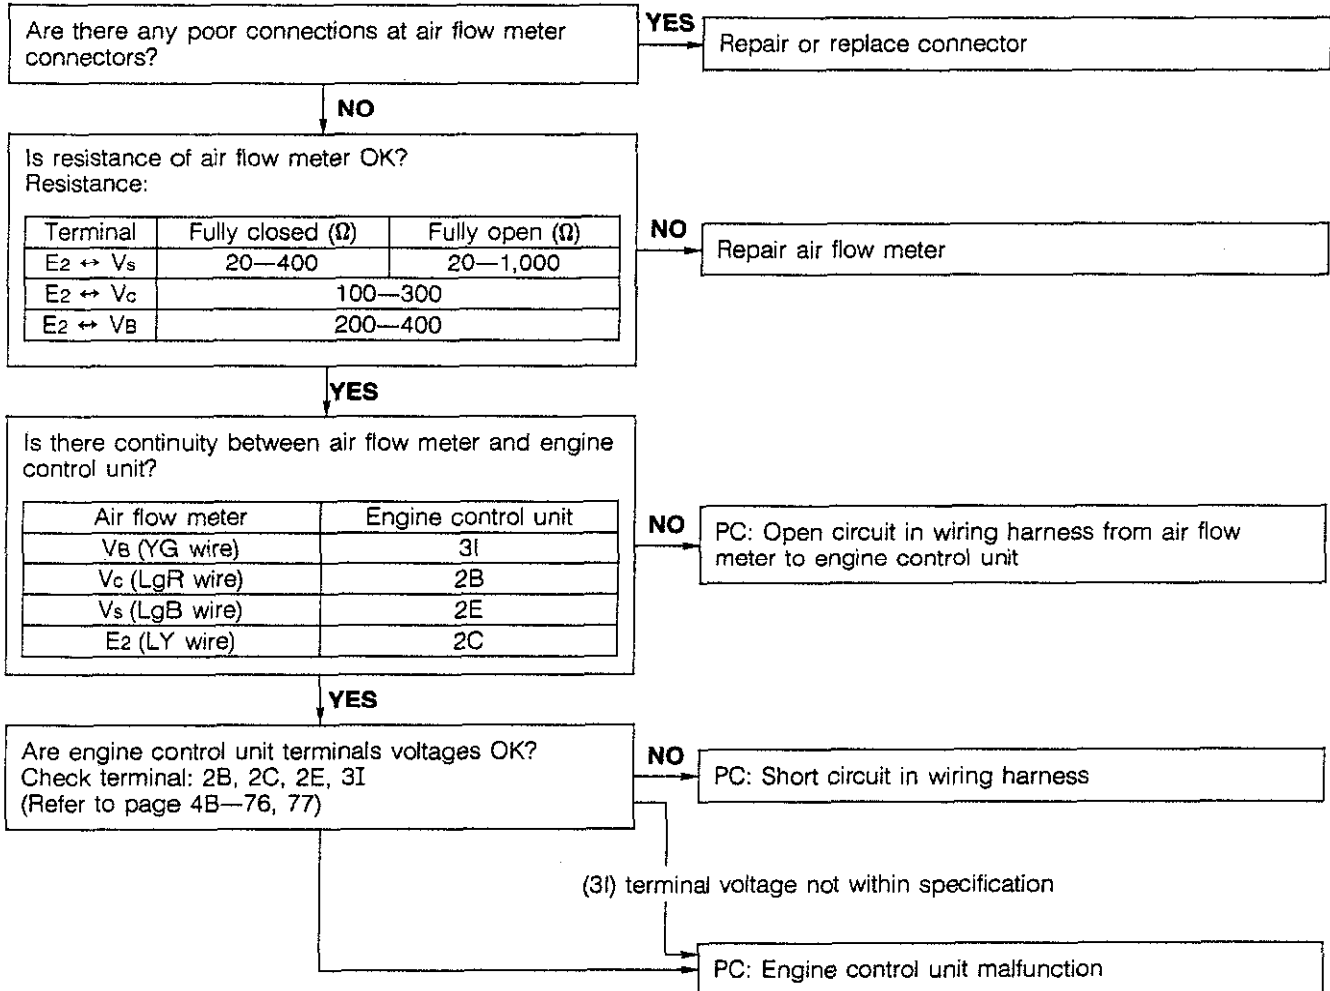 Are there any poor connections at air flow meter
connectors?
YES
Repair or replace connector
NO
Is resistance of air flow meter OK?
Resistance:
Terminal Fully closed (Ω) Fully open (Ω)
E2 ↔ Vs 20—400 20—1,000
E2 ↔ Vc 100—300
E2 ↔ VB 200—400
NO
Repair air flow meter
YES
Is there continuity between air flow meter and engine
control unit?
Air flow meter Engine control unit
VB (YG wire) 3I
Vc (LgR wire) 2B
Vs (LgB wire) 2E
E2 (LY wire) 2C
NO
PC: Open circuit in wiring harness from air flow
meter to engine control unit
YES
Are engine control unit terminals voltages OK?
Check terminal: 2B, 2C, 2E, 3I
(Refer to page 4B—76, 77)
NO
PC: Short circuit in wiring harness
(3I) terminal voltage not within specification
PC: Engine control unit malfunction